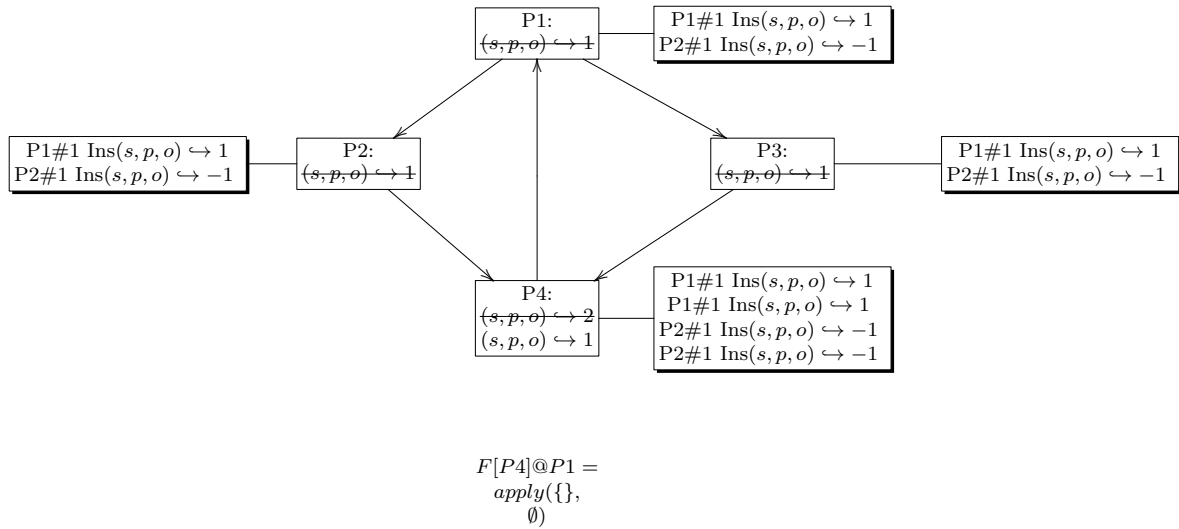 P1:
(s, p, o) ↪ 1
P1#1 Ins(s, p, o) ↪ 1
P2#1 Ins(s, p, o) ↪ −1
P1#1 Ins(s, p, o) ↪ 1
P2#1 Ins(s, p, o) ↪ −1
P2:
(s, p, o) ↪ 1
P3:
(s, p, o) ↪ 1
P1#1 Ins(s, p, o) ↪ 1
P2#1 Ins(s, p, o) ↪ −1
P4:
(s, p, o) ↪ 2
(s, p, o) ↪ 1
P1#1 Ins(s, p, o) ↪ 1
P1#1 Ins(s, p, o) ↪ 1
P2#1 Ins(s, p, o) ↪ −1
P2#1 Ins(s, p, o) ↪ −1
F[P4]@P1 =
apply({},
∅)